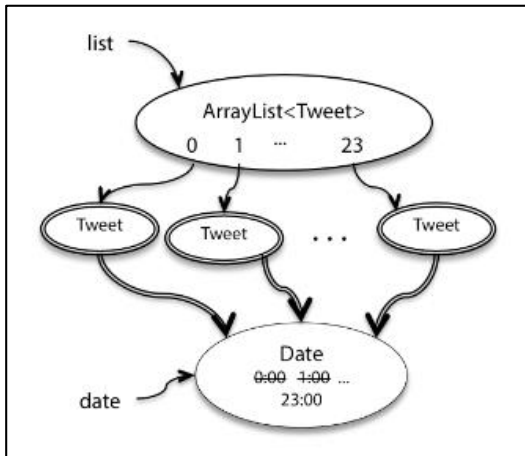 list
ArrayList<Tweet>
0 1 ... 23
Tweet Tweet ... Tweet
Date
0:00 1:00 ...
23:00
date